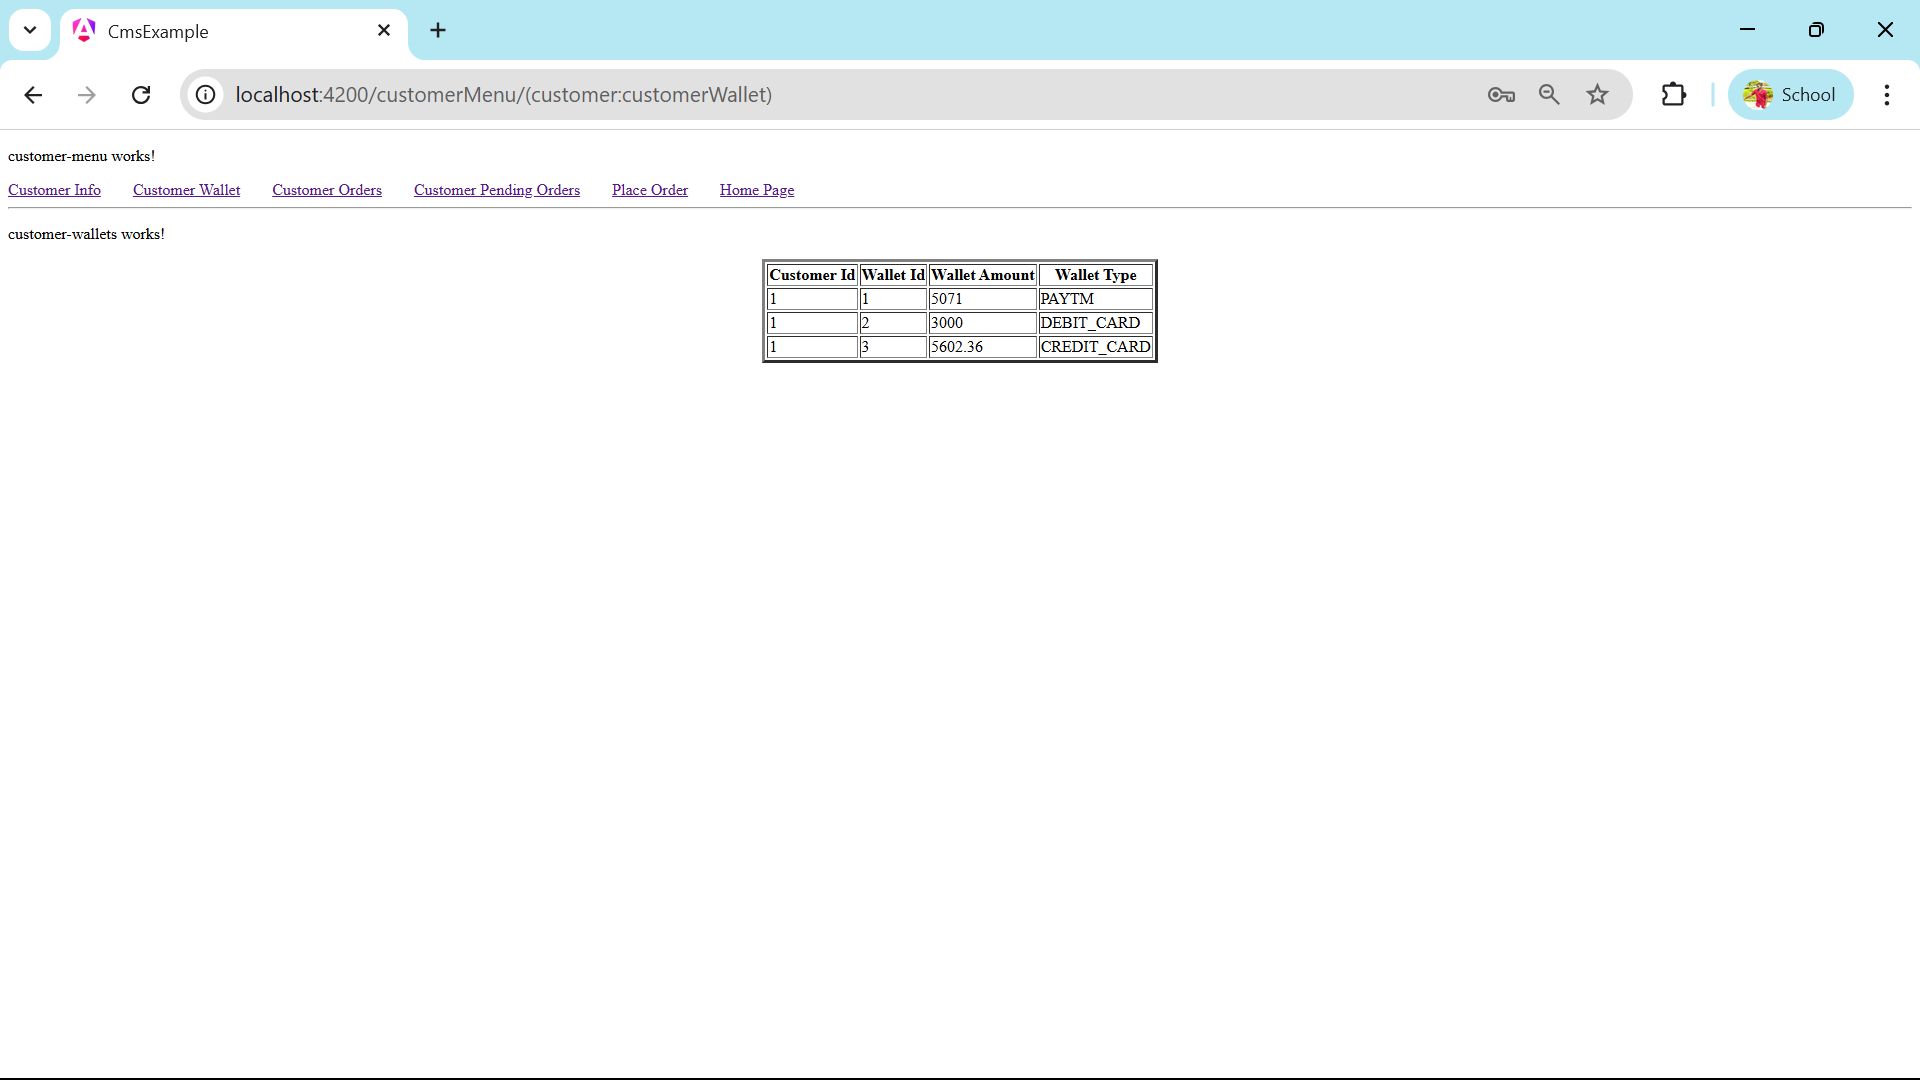 CmsExample
localhost:4200/customerMenu/(customer:customerWallet)
School
customer-menu works!
Customer Info Customer Wallet Customer Orders Customer Pending Orders Place Order Home Page
customer-wallets works!
Customer Id Wallet Id Wallet Amount Wallet Type
1 1 5071 PAYTM
1 2 3000 DEBIT_CARD
1 3 5602.36 CREDIT_CARD